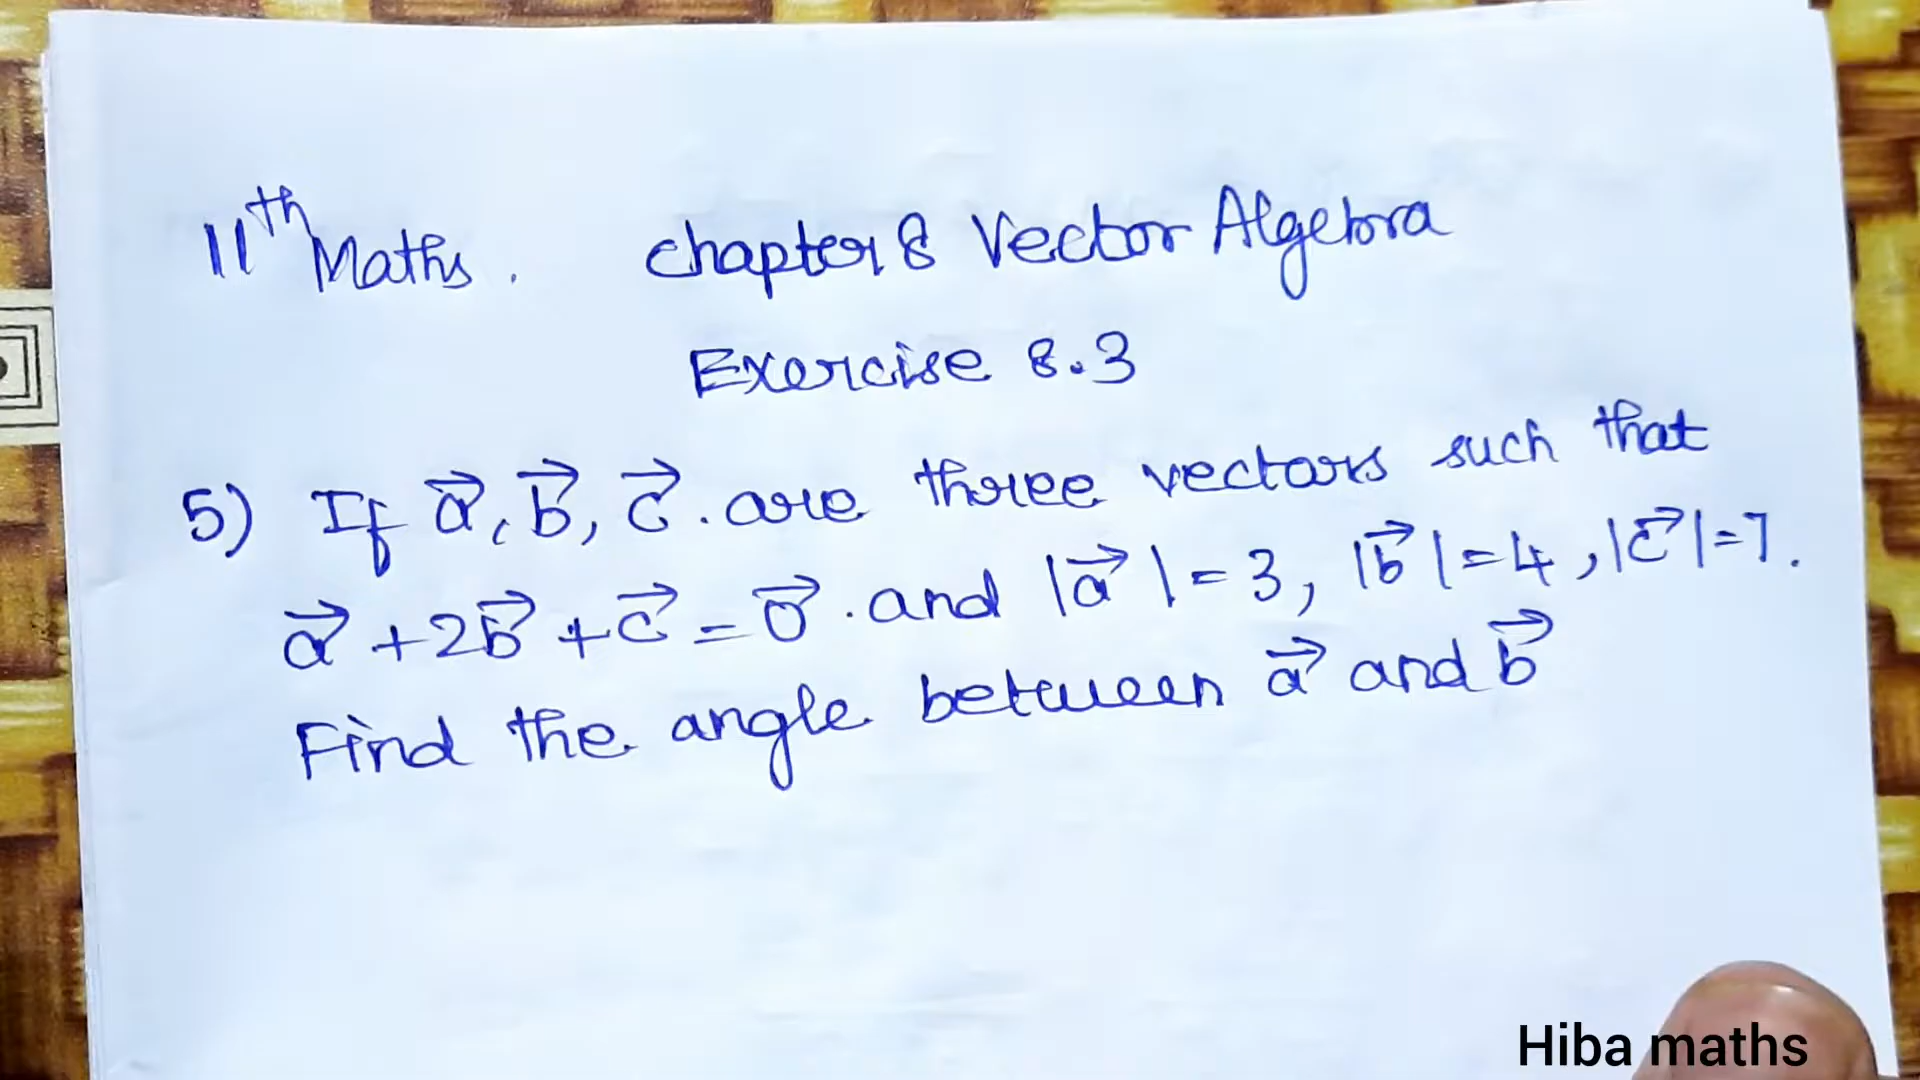 11th Maths. Chapter 8 Vector Algebra
Exercise 8.3
5) If a⃗, b⃗, c⃗. are three vectors such that
a⃗ + 2b⃗ + c⃗ = 0⃗. and |a⃗| = 3, |b⃗| = 4, |c⃗| = 7.
Find the angle between a⃗ and b⃗
Hiba maths